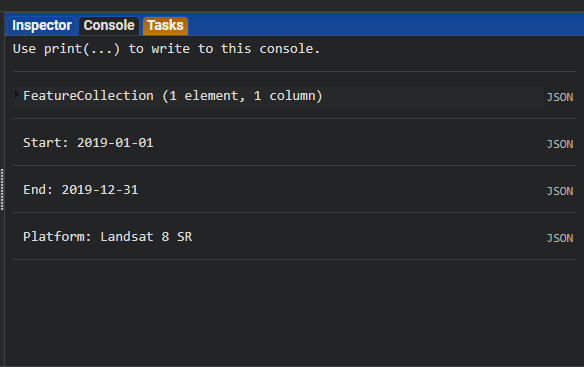 Inspector Console Tasks
Use print(...) to write to this console.
FeatureCollection (1 element, 1 column) JSON
Start: 2019-01-01 JSON
End: 2019-12-31 JSON
Platform: Landsat 8 SR JSON